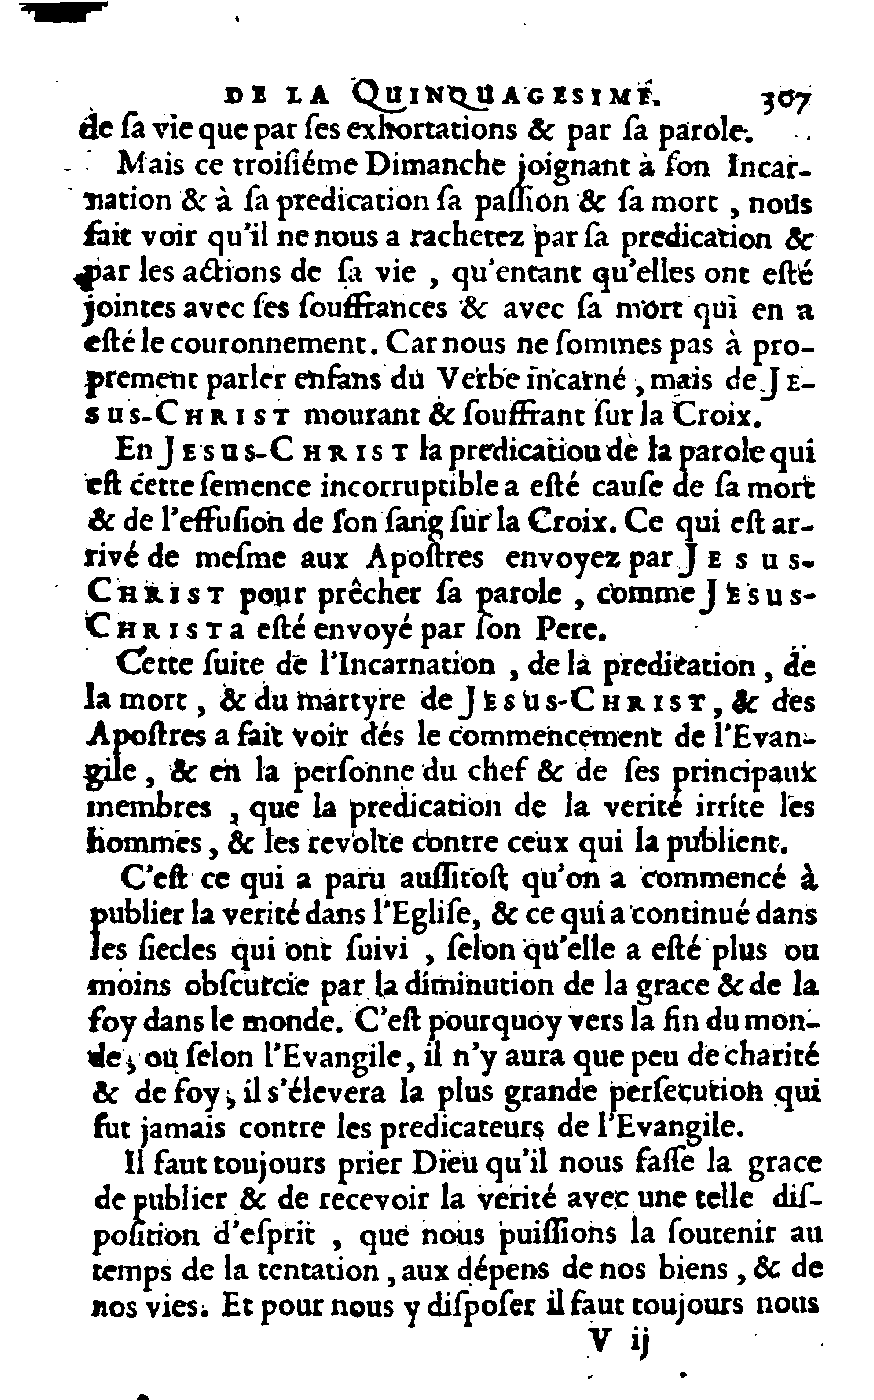 DE LA QUINQUAGESIME. 307
de ſa vie que par ſes exhortations & par ſa parole.
Mais ce troiſiéme Dimanche joignant à ſon Incar-
nation & à ſa predication ſa paſſion & ſa mort , nous
fait voir qu'il ne nous a rachetez par ſa predication &
par les actions de ſa vie , qu'entant qu'elles ont eſté
jointes avec ſes ſouffrances & avec ſa mort qui en a
eſté le couronnement. Car nous ne ſommes pas à pro-
prement parler enfans du Verbe incarné , mais de JE-
SUS-CHRIST mourant & ſouffrant ſur la Croix.
En JESUS-CHRIST la predicatiou de la parole qui
eſt cette ſemence incorruptible a eſté cauſe de ſa mort
& de l'effuſion de ſon ſang ſur la Croix. Ce qui eſt ar-
rivé de meſme aux Apoſtres envoyez par JESUS-
CHRIST pour prêcher ſa parole , comme JESUS-
CHRIST a eſté envoyé par ſon Pere.
Cette ſuite de l'Incarnation , de la predication , de
la mort , & du martyre de JESUS-CHRIST, & des
Apoſtres a fait voir dés le commencement de l'Evan-
gile , & en la perſonne du chef & de ſes principaux
membres , que la predication de la verité irrite les
hommes , & les revolte contre ceux qui la publient.
C'eſt ce qui a paru auſſitoſt qu'on a commencé à
publier la verité dans l'Egliſe, & ce qui a continué dans
les ſiecles qui ont ſuivi , ſelon qu'elle a eſté plus ou
moins obſcurcie par la diminution de la grace & de la
foy dans le monde. C'eſt pourquoy vers la fin du mon-
de, où ſelon l'Evangile, il n'y aura que peu de charité
& de foy, il s'élevera la plus grande perſecution qui
fut jamais contre les predicateurs de l'Evangile.
Il faut toujours prier Dieu qu'il nous faſſe la grace
de publier & de recevoir la verité avec une telle diſ-
poſition d'eſprit , que nous puiſſions la ſoutenir au
temps de la tentation , aux dépens de nos biens , & de
nos vies. Et pour nous y diſpoſer il faut toujours nous
V ij